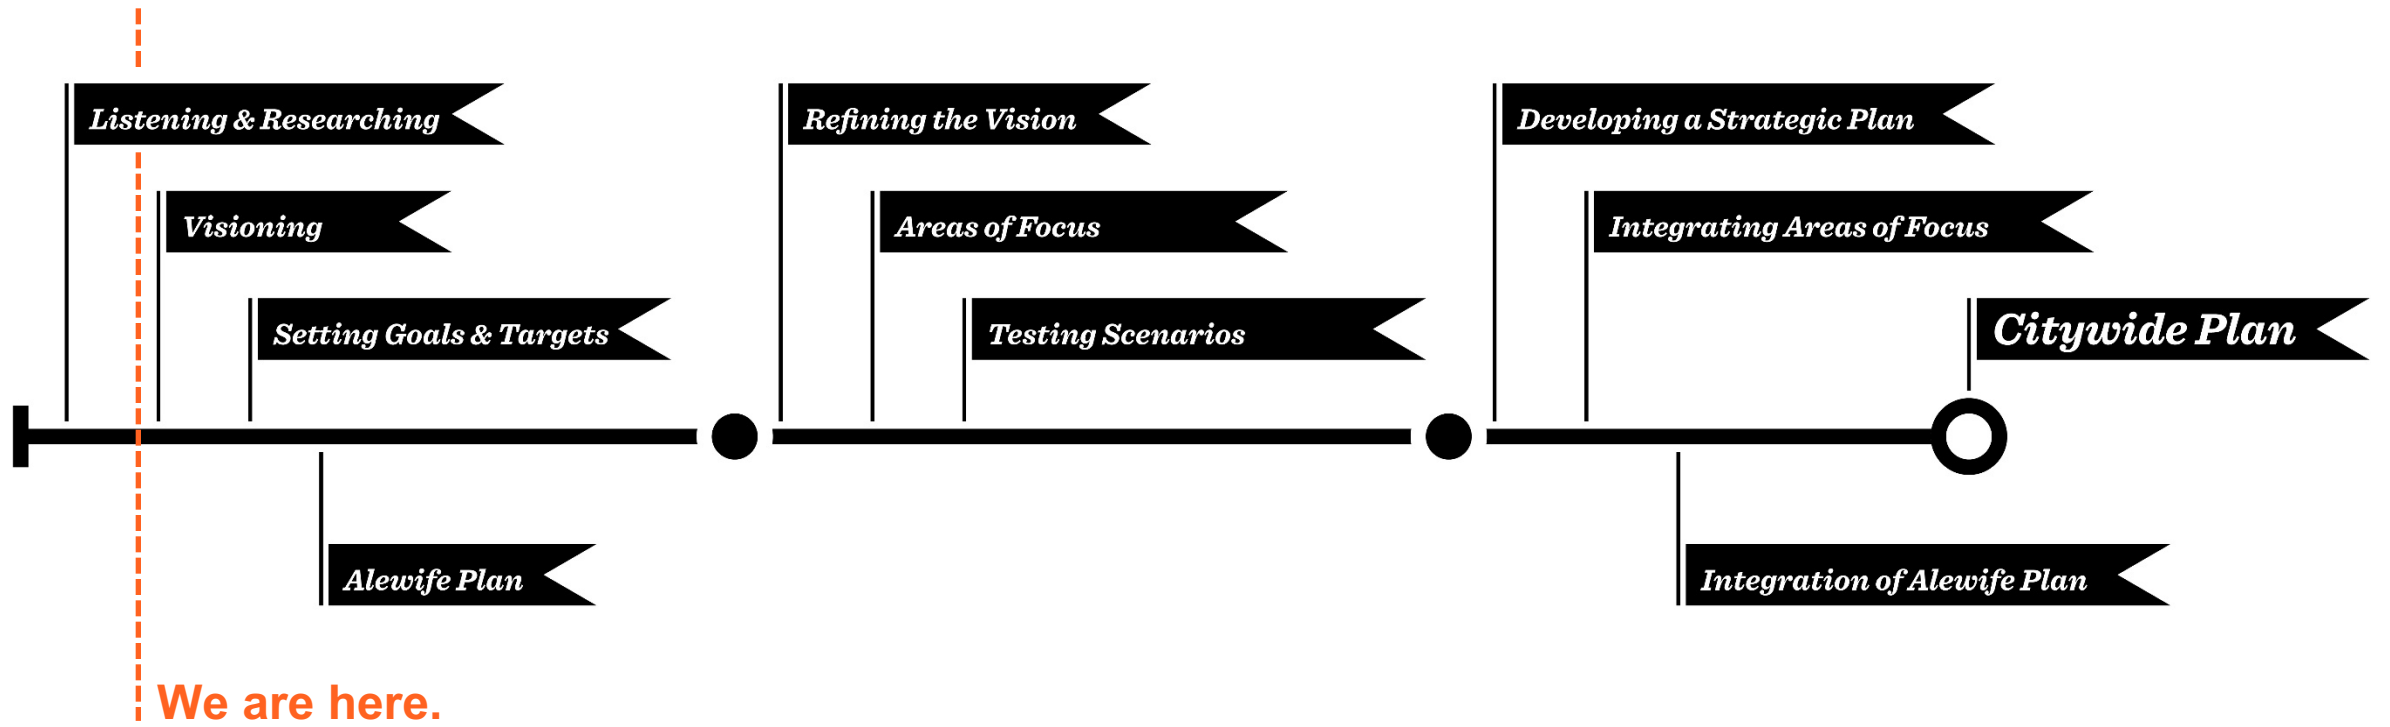 Listening & Researching
Visioning
Setting Goals & Targets
Alewife Plan
Refining the Vision
Areas of Focus
Testing Scenarios
Developing a Strategic Plan
Integrating Areas of Focus
Citywide Plan
Integration of Alewife Plan
We are here.